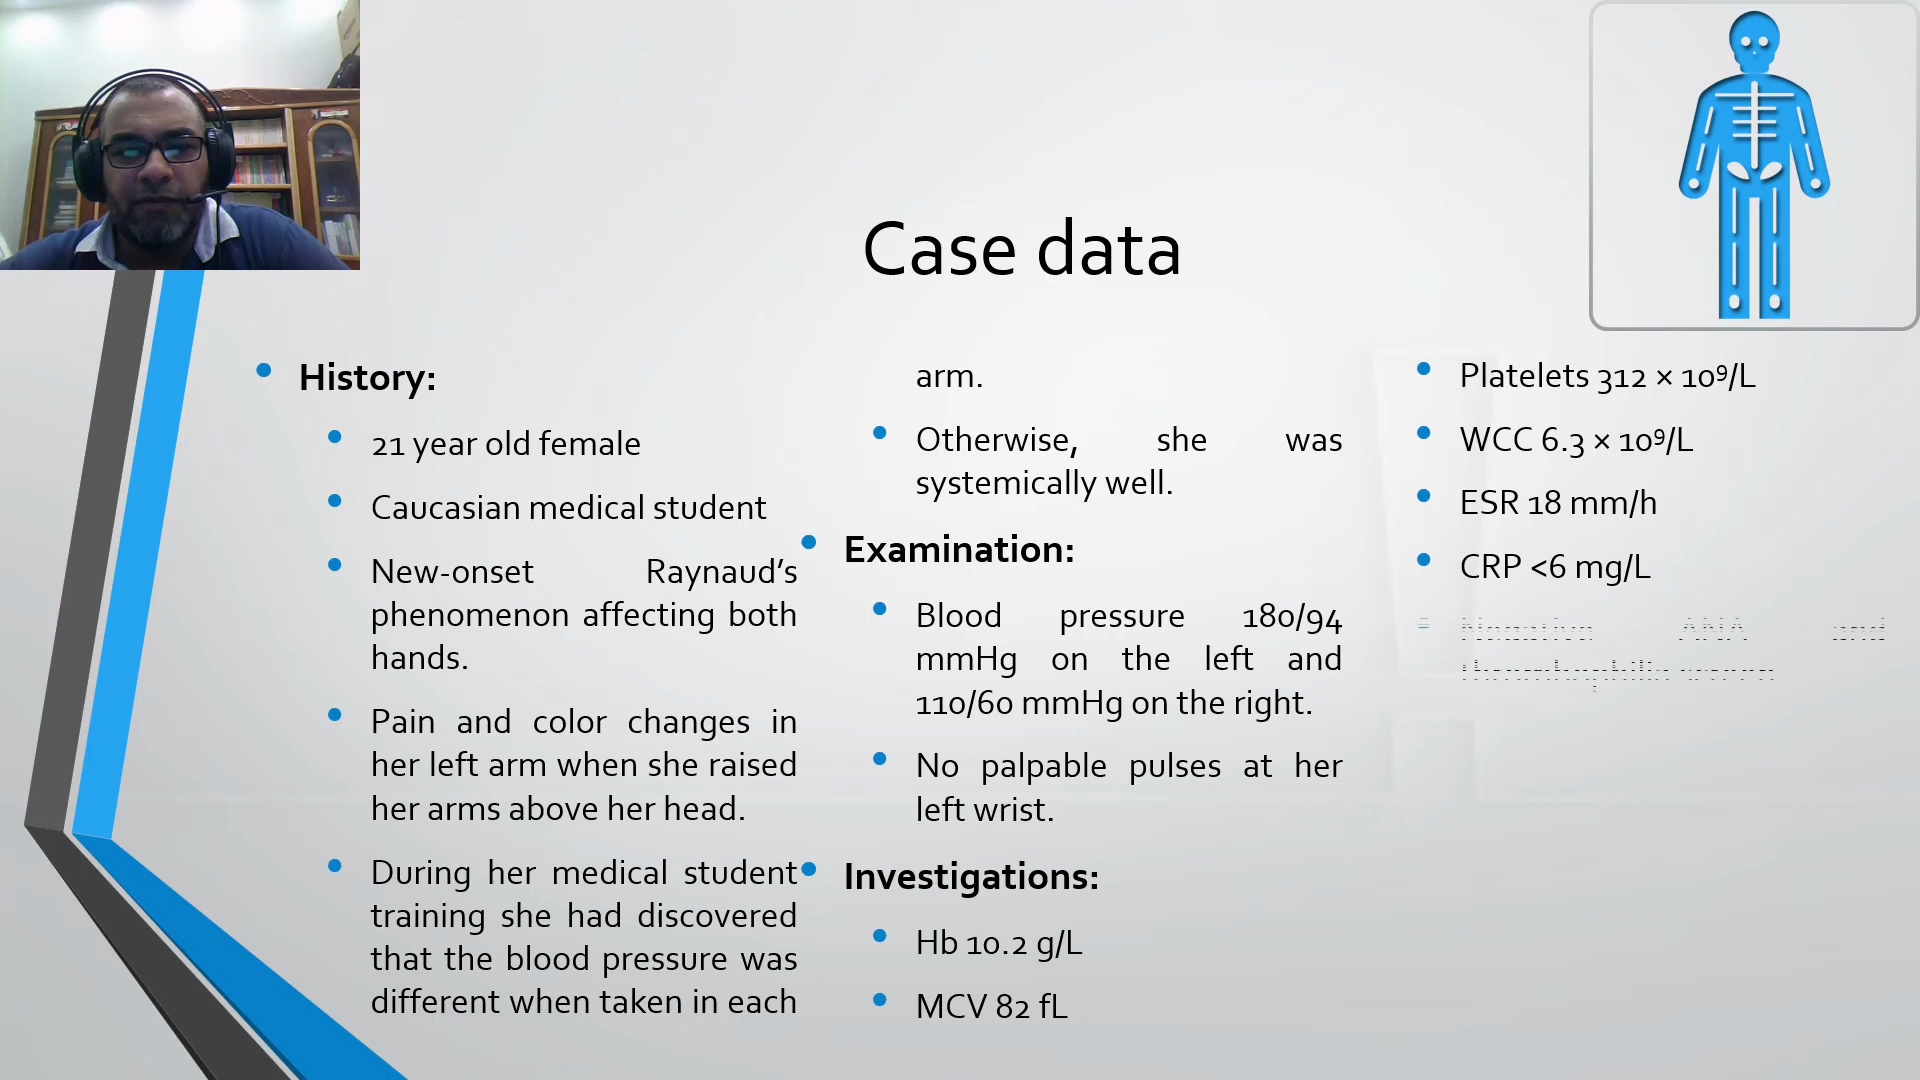 Case data
• History:
• 21 year old female
• Caucasian medical student
• New-onset Raynaud’s
phenomenon affecting both
hands.
• Pain and color changes in
her left arm when she raised
her arms above her head.
• During her medical student
training she had discovered
that the blood pressure was
different when taken in each
arm.
• Otherwise, she was
systemically well.
• Examination:
• Blood pressure 180/94
mmHg on the left and
110/60 mmHg on the right.
• No palpable pulses at her
left wrist.
• Investigations:
• Hb 10.2 g/L
• MCV 82 fL
• Platelets 312 × 10⁹/L
• WCC 6.3 × 10⁹/L
• ESR 18 mm/h
• CRP <6 mg/L